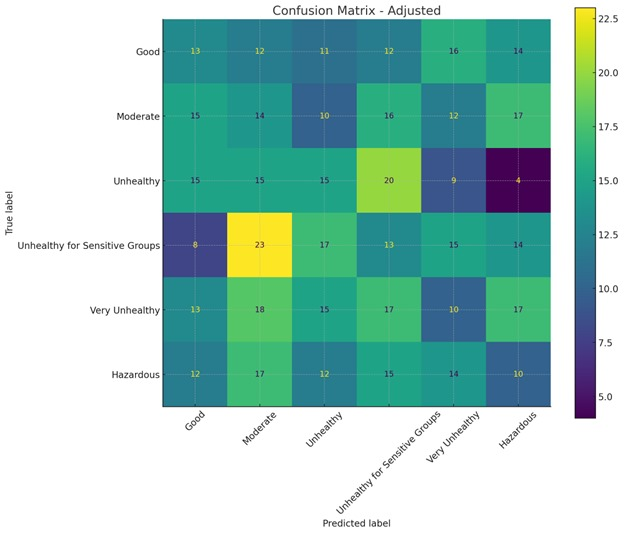 Confusion Matrix - Adjusted
Good 13 12 11 12 16 14
Moderate 15 14 10 16 12 17
Unhealthy 15 15 15 20 9 4
Unhealthy for Sensitive Groups 8 23 17 13 15 14
Very Unhealthy 13 18 15 17 10 17
Hazardous 12 17 12 15 14 10
True label
Good Moderate Unhealthy Unhealthy for Sensitive Groups Very Unhealthy Hazardous
Predicted label
22.5
20.0
17.5
15.0
12.5
10.0
7.5
5.0